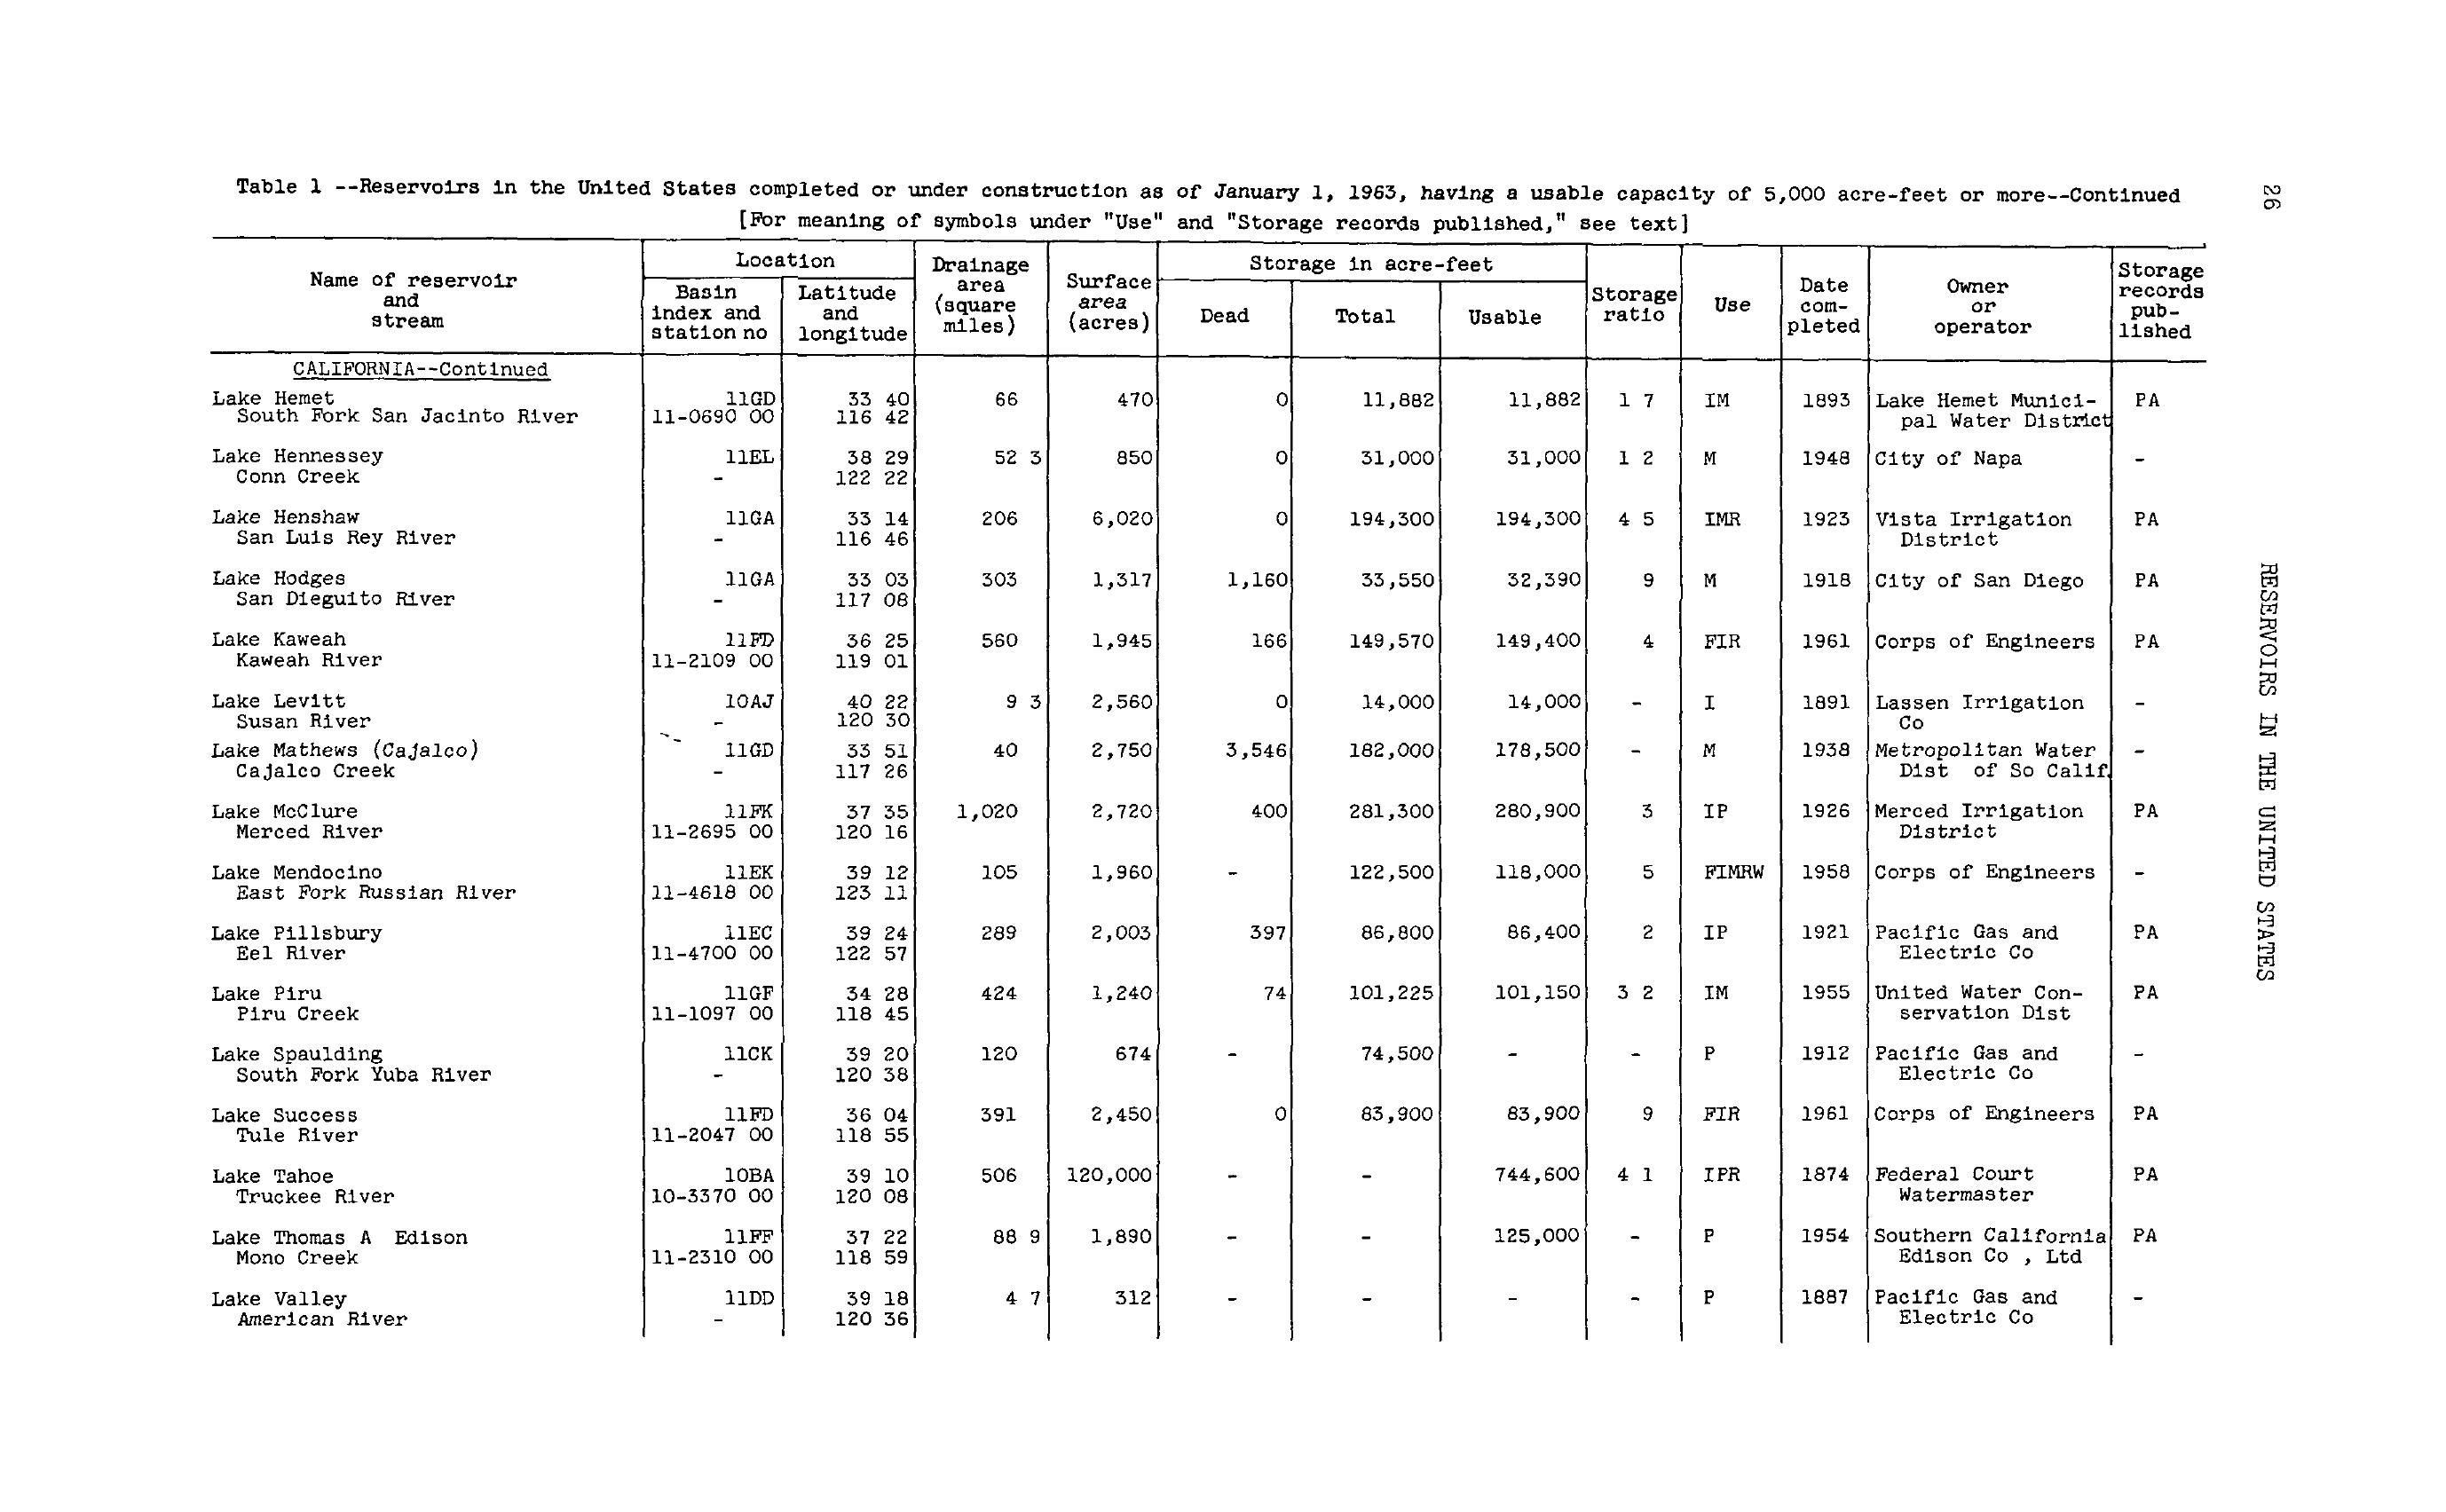 Table 1 --Reservoirs in the United States completed or under construction as of January 1, 1963, having a usable capacity of 5,000 acre-feet or more--Continued
26
[For meaning of symbols under "Use" and "Storage records published," see text]
Name of reservoir and stream
Location
Basin index and station no
Latitude and longitude
Drainage area (square miles)
Surface area (acres)
Storage in acre-feet
Dead
Total
Usable
Storage ratio
Use
Date com-pleted
Owner or operator
Storage records pub-lished
CALIFORNIA--Continued
Lake Hemet 11GD 33 40 66 470 0 11,882 11,882 1 7 IM 1893 Lake Hemet Munici- PA
South Fork San Jacinto River 11-0690 00 116 42 pal Water District
Lake Hennessey 11EL 38 29 52 3 850 0 31,000 31,000 1 2 M 1948 City of Napa -
Conn Creek - 122 22
Lake Henshaw 11GA 33 14 206 6,020 0 194,300 194,300 4 5 IMR 1923 Vista Irrigation PA
San Luis Rey River - 116 46 District
Lake Hodges 11GA 33 03 303 1,317 1,160 33,550 32,390 9 M 1918 City of San Diego PA
San Dieguito River - 117 08
Lake Kaweah 11FD 36 25 560 1,945 166 149,570 149,400 4 FIR 1961 Corps of Engineers PA
Kaweah River 11-2109 00 119 01
Lake Levitt 10AJ 40 22 9 3 2,560 0 14,000 14,000 - I 1891 Lassen Irrigation -
Susan River - 120 30 Co
Lake Mathews (Cajalco) 11GD 33 51 40 2,750 3,546 182,000 178,500 - M 1938 Metropolitan Water -
Cajalco Creek - 117 26 Dist of So Calif.
Lake McClure 11FK 37 35 1,020 2,720 400 281,300 280,900 3 IP 1926 Merced Irrigation PA
Merced River 11-2695 00 120 16 District
Lake Mendocino 11EK 39 12 105 1,960 - 122,500 118,000 5 FIMRW 1958 Corps of Engineers -
East Fork Russian River 11-4618 00 123 11
Lake Pillsbury 11EC 39 24 289 2,003 397 86,800 86,400 2 IP 1921 Pacific Gas and PA
Eel River 11-4700 00 122 57 Electric Co
Lake Piru 11GF 34 28 424 1,240 74 101,225 101,150 3 2 IM 1955 United Water Con- PA
Piru Creek 11-1097 00 118 45 servation Dist
Lake Spaulding 11CK 39 20 120 674 - 74,500 - - P 1912 Pacific Gas and -
South Fork Yuba River - 120 38 Electric Co
Lake Success 11FD 36 04 391 2,450 0 83,900 83,900 9 FIR 1961 Corps of Engineers PA
Tule River 11-2047 00 118 55
Lake Tahoe 10BA 39 10 506 120,000 - - 744,600 4 1 IPR 1874 Federal Court PA
Truckee River 10-3370 00 120 08 Watermaster
Lake Thomas A Edison 11FF 37 22 88 9 1,890 - - 125,000 - P 1954 Southern California PA
Mono Creek 11-2310 00 118 59 Edison Co , Ltd
Lake Valley 11DD 39 18 4 7 312 - - - - P 1887 Pacific Gas and -
American River - 120 36 Electric Co
RESERVOIRS IN THE UNITED STATES